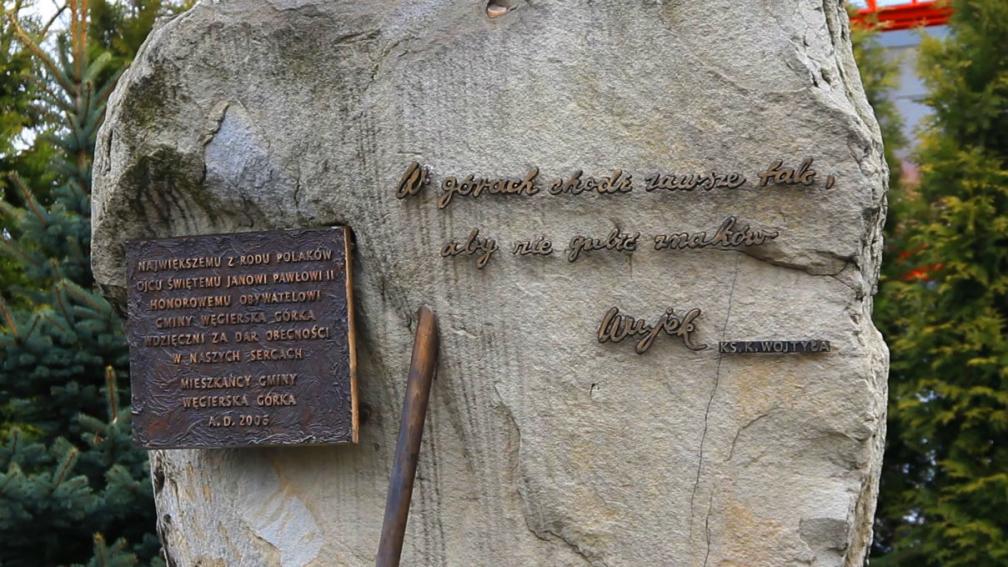 NAJWIĘKSZEMU Z RODU POLAKÓW
OJCU ŚWIĘTEMU JANOWI PAWŁOWI II
HONOROWEMU OBYWATELOWI
GMINY WĘGIERSKA GÓRKA
WDZIĘCZNI ZA DAR OBECNOŚCI
W NASZYCH SERCACH
MIESZKAŃCY GMINY
WĘGIERSKA GÓRKA
A.D. 2005
W górach chodź zawsze tak,
aby nie gubić znaków
Wujek
KS. K. WOJTYŁA